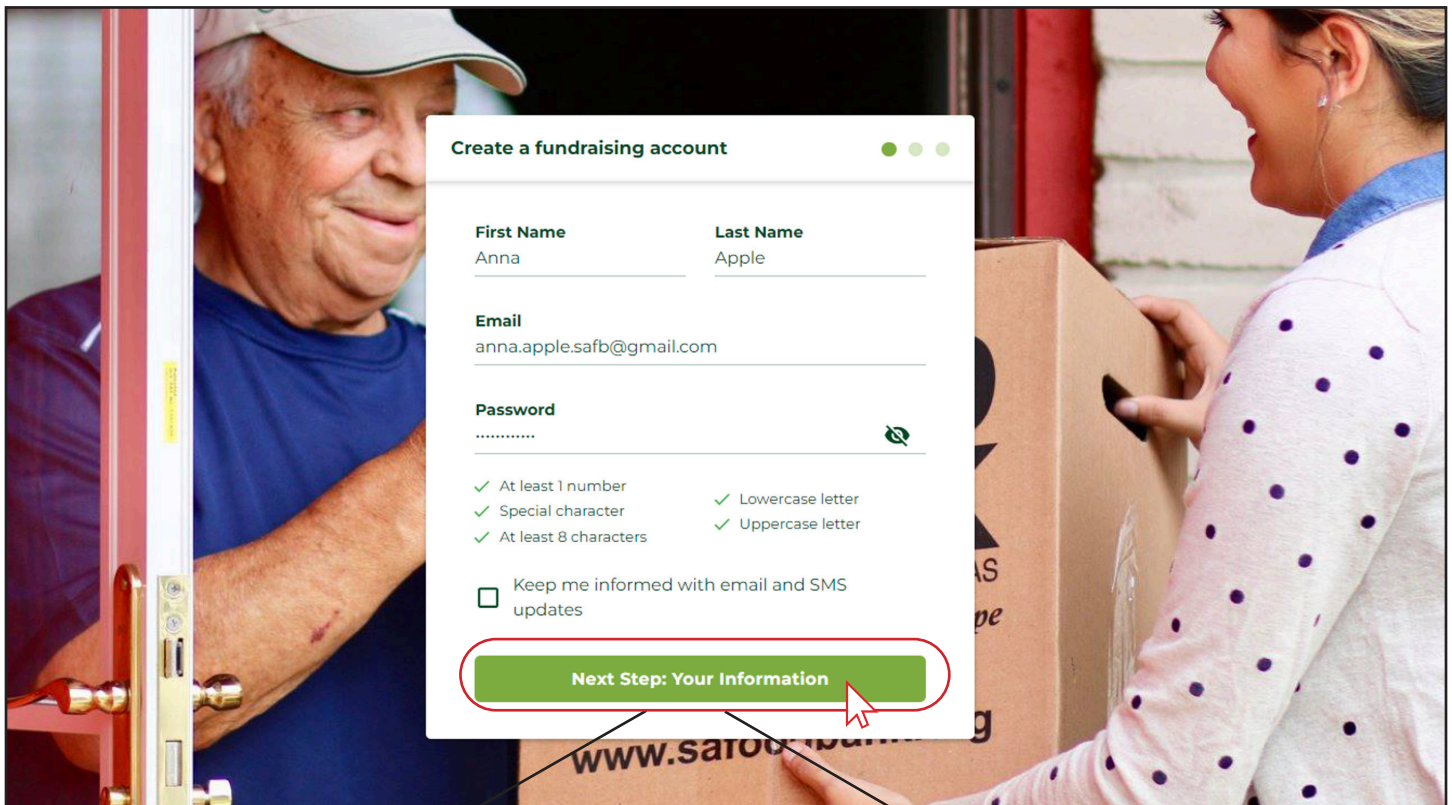 Create a fundraising account
First Name
Last Name
Anna
Apple
Email
anna.apple.safb@gmail.com
Password
............
At least 1 number
Special character
At least 8 characters
Lowercase letter
Uppercase letter
Keep me informed with email and SMS
updates
Next Step: Your Information
AS
pe
g
www.safoo